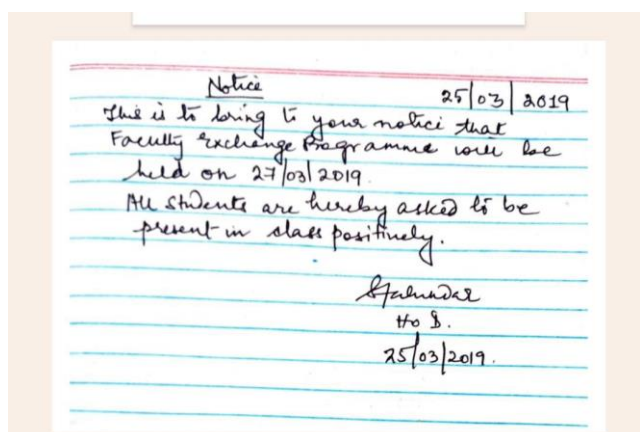 Notice
25/03/2019
This is to bring to your notice that
Faculty Exchange Programme will be
held on 27/03/2019.
All students are hereby asked to be
present in class positively.
HoD.
25/03/2019.